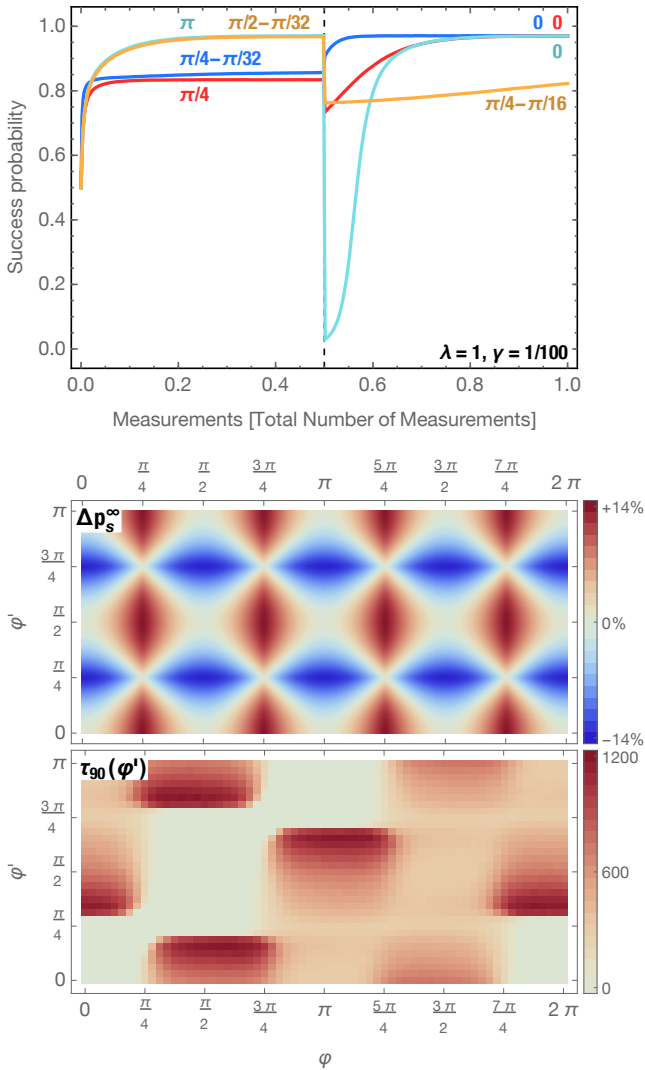 π π/2−π/32 0 0
0
π/4−π/32
π/4
π/4−π/16
1.0
0.8
0.6
0.4
0.2
0.0
Success probability
λ = 1, γ = 1/100
0.0 0.2 0.4 0.6 0.8 1.0
Measurements [Total Number of Measurements]
0 π/4 π/2 3π/4 π 5π/4 3π/2 7π/4 2π
Δp_s^∞
π
3π/4
π/2
π/4
0
φ'
+14%
0%
−14%
τ₉₀(φ')
π
3π/4
π/2
π/4
0
φ'
1200
600
0
0 π/4 π/2 3π/4 π 5π/4 3π/2 7π/4 2π
φ